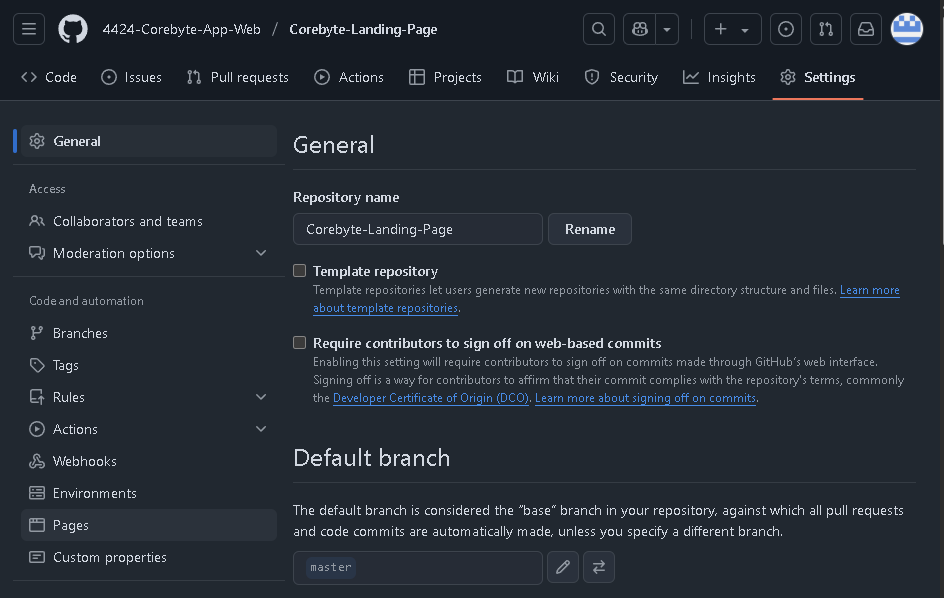 4424-Corebyte-App-Web / Corebyte-Landing-Page
Code Issues Pull requests Actions Projects Wiki Security Insights Settings
General
Access
Collaborators and teams
Moderation options
Code and automation
Branches
Tags
Rules
Actions
Webhooks
Environments
Pages
Custom properties
General
Repository name
Corebyte-Landing-Page Rename
Template repository
Template repositories let users generate new repositories with the same directory structure and files. Learn more
about template repositories.
Require contributors to sign off on web-based commits
Enabling this setting will require contributors to sign off on commits made through GitHub's web interface.
Signing off is a way for contributors to affirm that their commit complies with the repository's terms, commonly
the Developer Certificate of Origin (DCO). Learn more about signing off on commits.
Default branch
The default branch is considered the “base” branch in your repository, against which all pull requests
and code commits are automatically made, unless you specify a different branch.
master